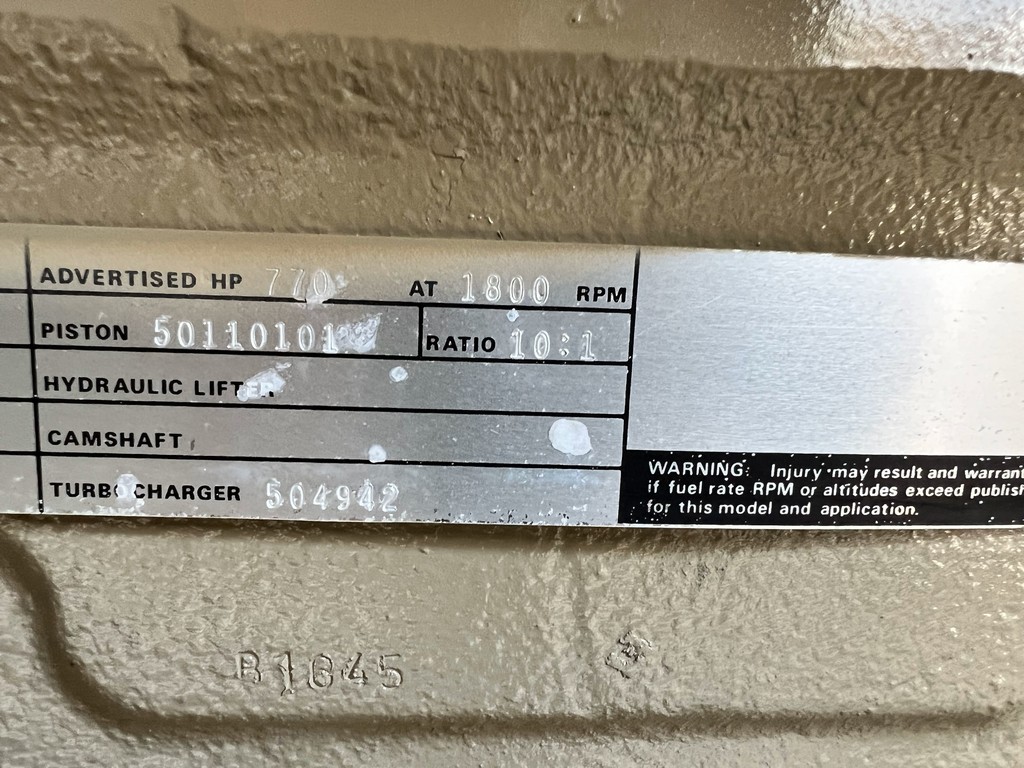 ADVERTISED HP 770 AT 1800 RPM
PISTON 50110101 RATIO 10:1
HYDRAULIC LIFTER
CAMSHAFT
TURBOCHARGER 504942
WARNING: Injury may result and
if fuel rate RPM or altitudes exceed
for this model and application.
B1645